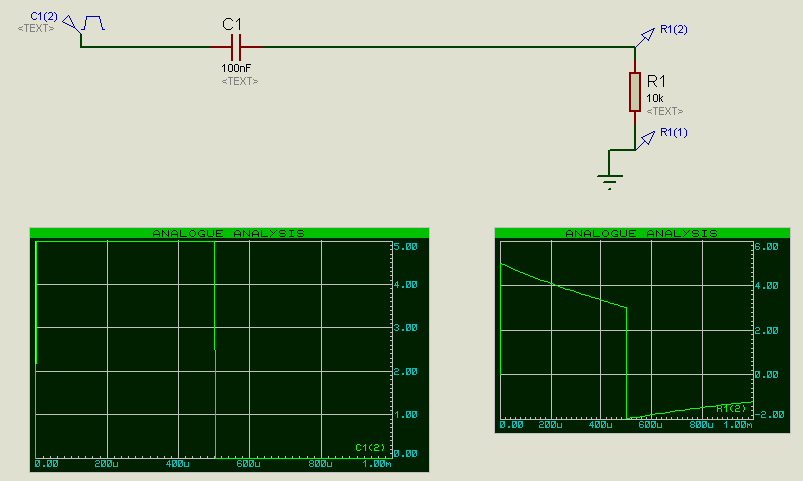 C1(2)
<TEXT>
C1
100nF
<TEXT>
R1(2)
R1
10k
<TEXT>
R1(1)
ANALOGUE ANALYSIS
5.00
4.00
3.00
2.00
1.00
0.00
C1(2)
0.00 200u 400u 600u 800u 1.00m
ANALOGUE ANALYSIS
6.00
4.00
2.00
0.00
-2.00
R1(2)
0.00 200u 400u 600u 800u 1.00m